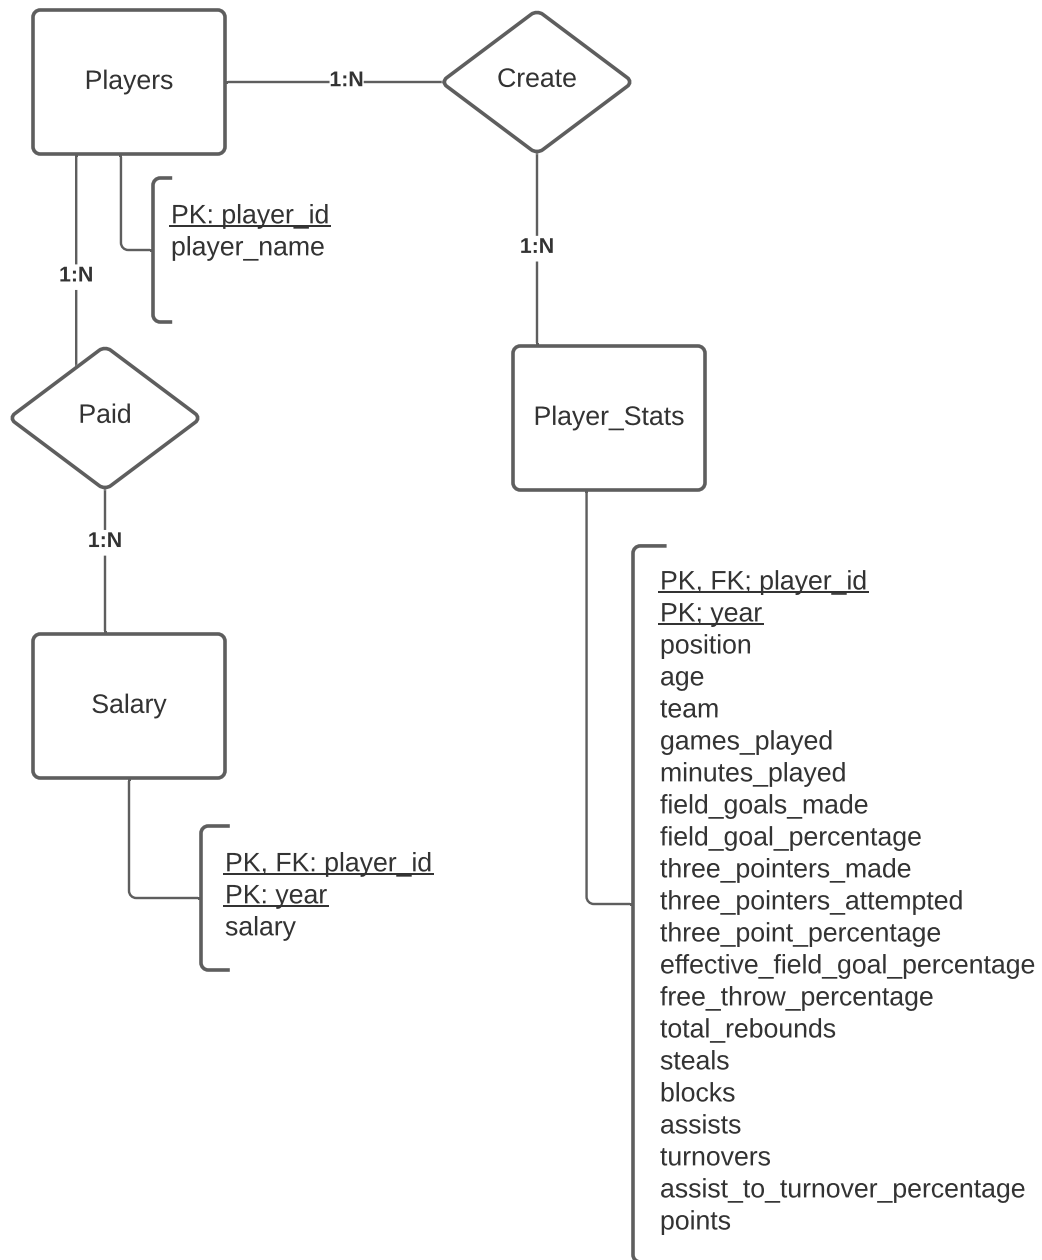 Players
1:N
Create
PK: player_id
player_name
1:N
1:N
Paid
Player_Stats
1:N
Salary
PK, FK: player_id
PK: year
salary
PK, FK; player_id
PK; year
position
age
team
games_played
minutes_played
field_goals_made
field_goal_percentage
three_pointers_made
three_pointers_attempted
three_point_percentage
effective_field_goal_percentage
free_throw_percentage
total_rebounds
steals
blocks
assists
turnovers
assist_to_turnover_percentage
points